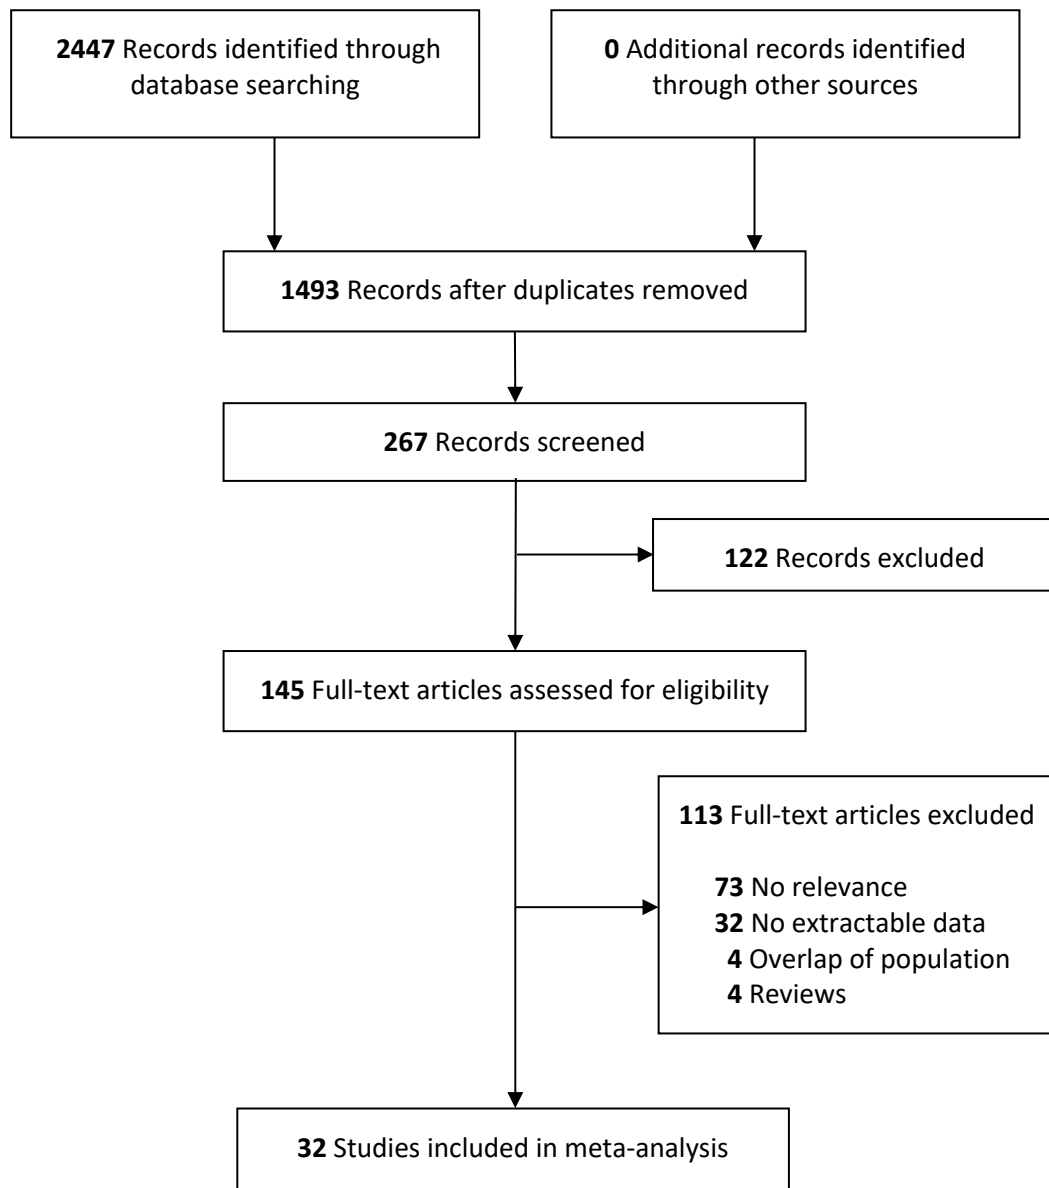 2447 Records identified through
database searching
0 Additional records identified
through other sources
1493 Records after duplicates removed
267 Records screened
122 Records excluded
145 Full-text articles assessed for eligibility
113 Full-text articles excluded
73 No relevance
32 No extractable data
4 Overlap of population
4 Reviews
32 Studies included in meta-analysis